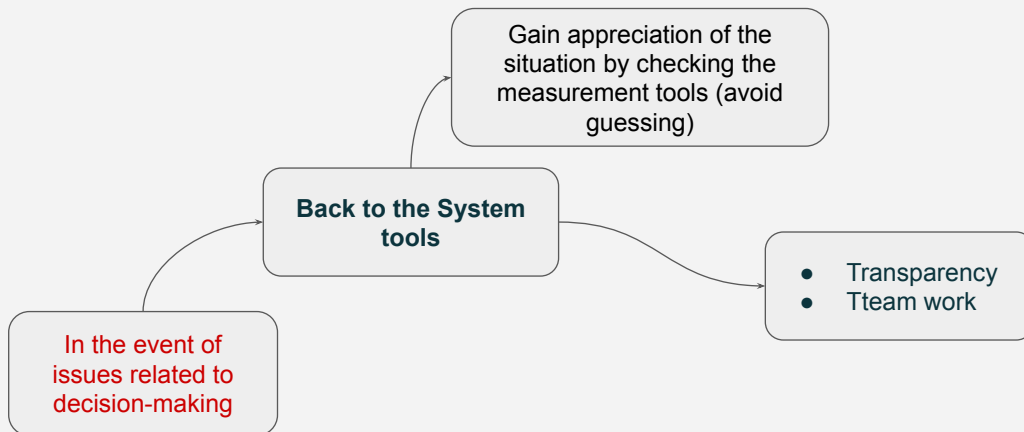 Gain appreciation of the
situation by checking the
measurement tools (avoid
guessing)
Back to the System
tools
● Transparency
● Tteam work
In the event of
issues related to
decision-making